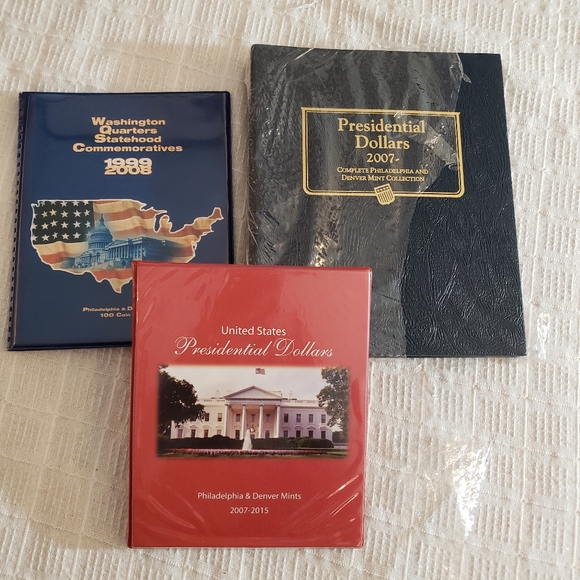 Washington
Quarters
Statehood
Commemoratives
1999
2008
Philadelphia & D
100 Coin
Presidential
Dollars
2007-
Complete Philadelphia and
Denver Mint Collection
United States
Presidential Dollars
Philadelphia & Denver Mints
2007-2015